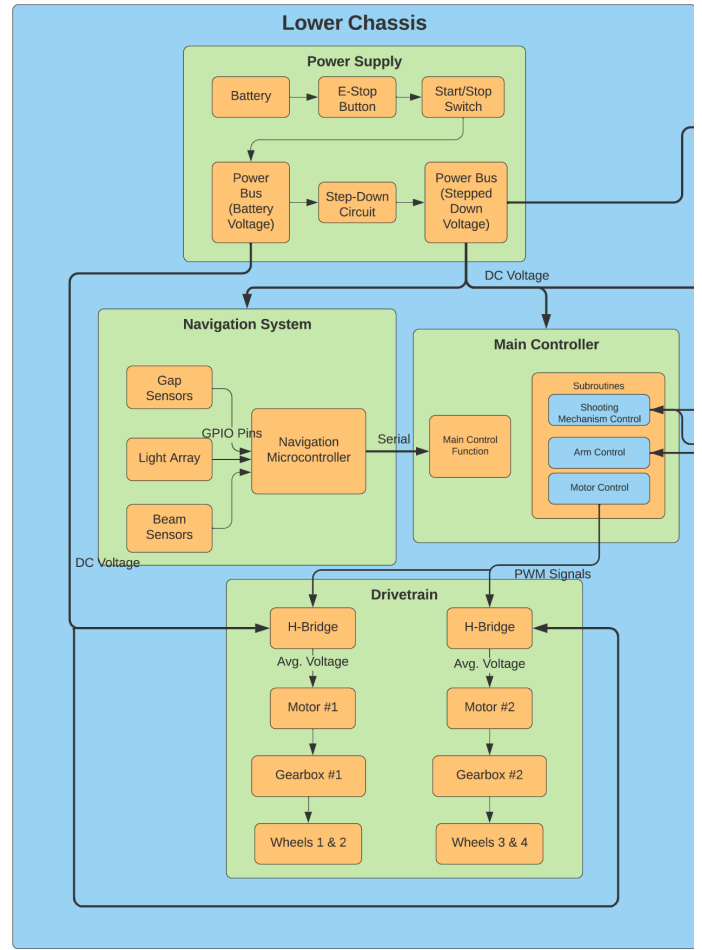 Lower Chassis
Power Supply
Battery
E-Stop
Button
Start/Stop
Switch
Power
Bus
(Battery
Voltage)
Step-Down
Circuit
Power Bus
(Stepped
Down
Voltage)
DC Voltage
Navigation System
Gap
Sensors
GPIO Pins
Light Array
Beam
Sensors
Navigation
Microcontroller
Serial
Main Controller
Main Control
Function
Subroutines
Shooting
Mechanism Control
Arm Control
Motor Control
DC Voltage
PWM Signals
Drivetrain
H-Bridge
H-Bridge
Avg. Voltage
Avg. Voltage
Motor #1
Motor #2
Gearbox #1
Gearbox #2
Wheels 1 & 2
Wheels 3 & 4